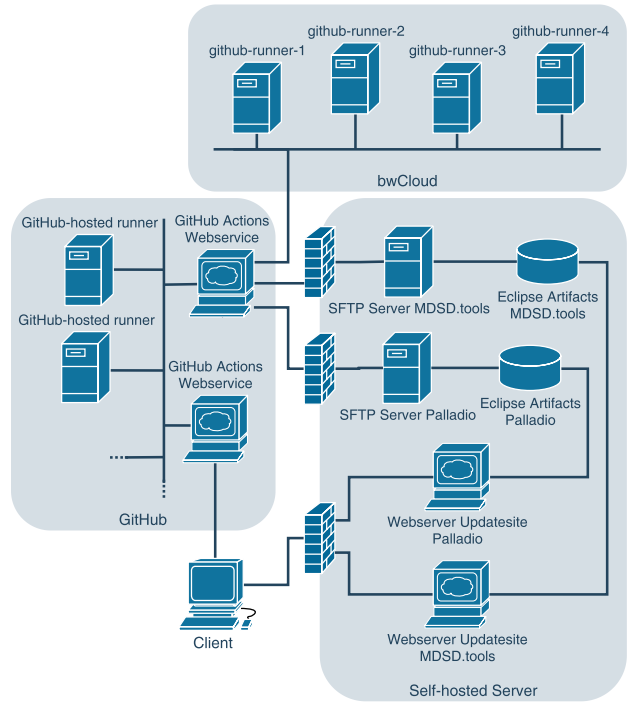 github-runner-1
github-runner-2
github-runner-3
github-runner-4
bwCloud
GitHub-hosted runner
GitHub Actions
Webservice
GitHub-hosted runner
GitHub Actions
Webservice
GitHub
SFTP Server MDSD.tools
Eclipse Artifacts
MDSD.tools
SFTP Server Palladio
Eclipse Artifacts
Palladio
Webserver Updatesite
Palladio
Webserver Updatesite
MDSD.tools
Client
Self-hosted Server